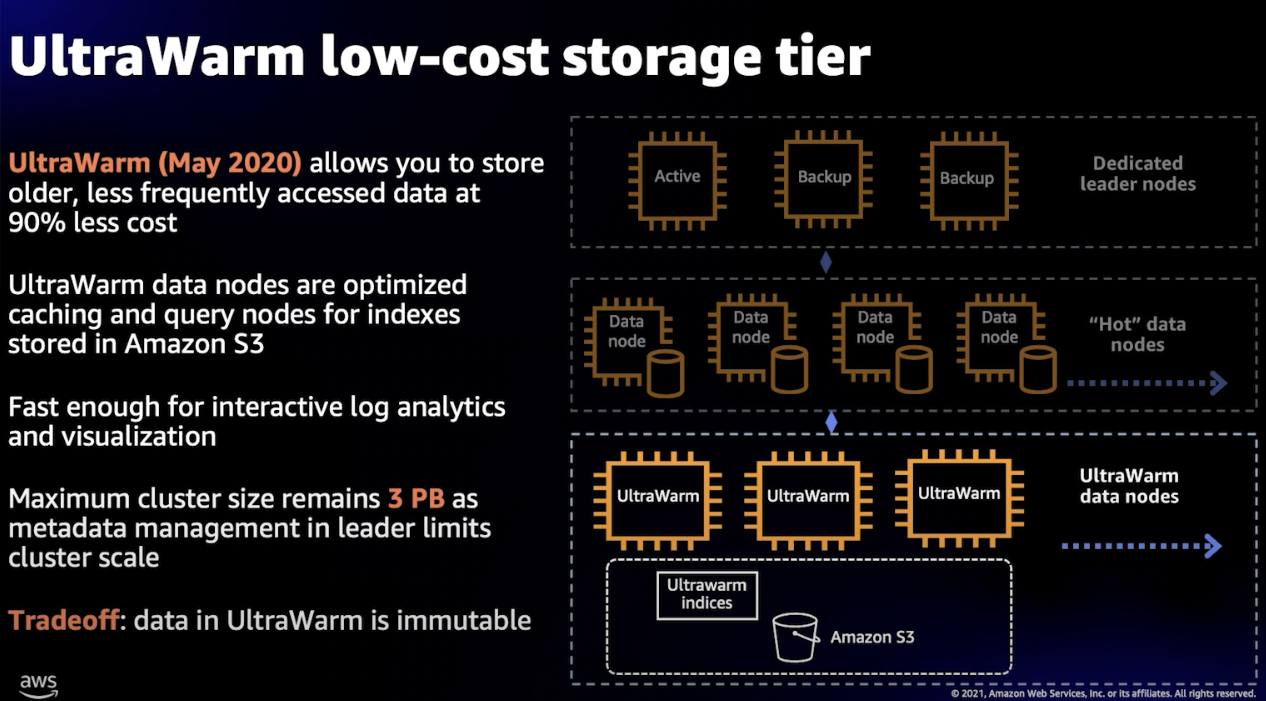 UltraWarm low-cost storage tier
UltraWarm (May 2020) allows you to store
older, less frequently accessed data at
90% less cost
UltraWarm data nodes are optimized
caching and query nodes for indexes
stored in Amazon S3
Fast enough for interactive log analytics
and visualization
Maximum cluster size remains 3 PB as
metadata management in leader limits
cluster scale
Tradeoff: data in UltraWarm is immutable
Active
Backup
Backup
Dedicated
leader nodes
Data
node
Data
node
Data
node
Data
node
“Hot” data
nodes
UltraWarm
UltraWarm
UltraWarm
UltraWarm
data nodes
Ultrawarm
indices
Amazon S3
aws
© 2021, Amazon Web Services, Inc. or its affiliates. All rights reserved.